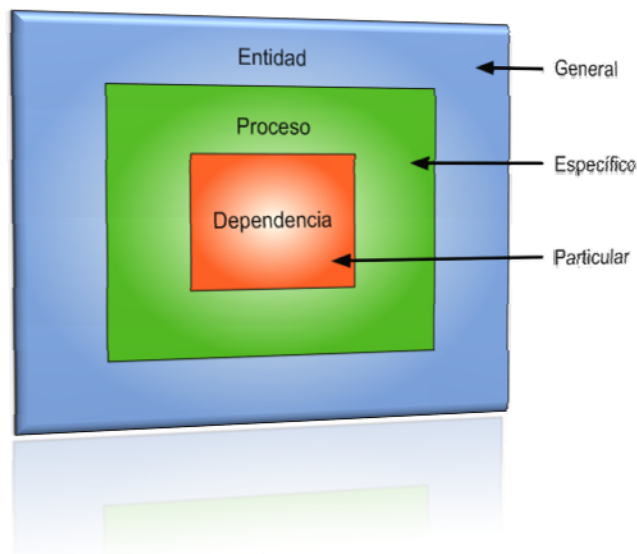 Entidad
General
Proceso
Específico
Dependencia
Particular